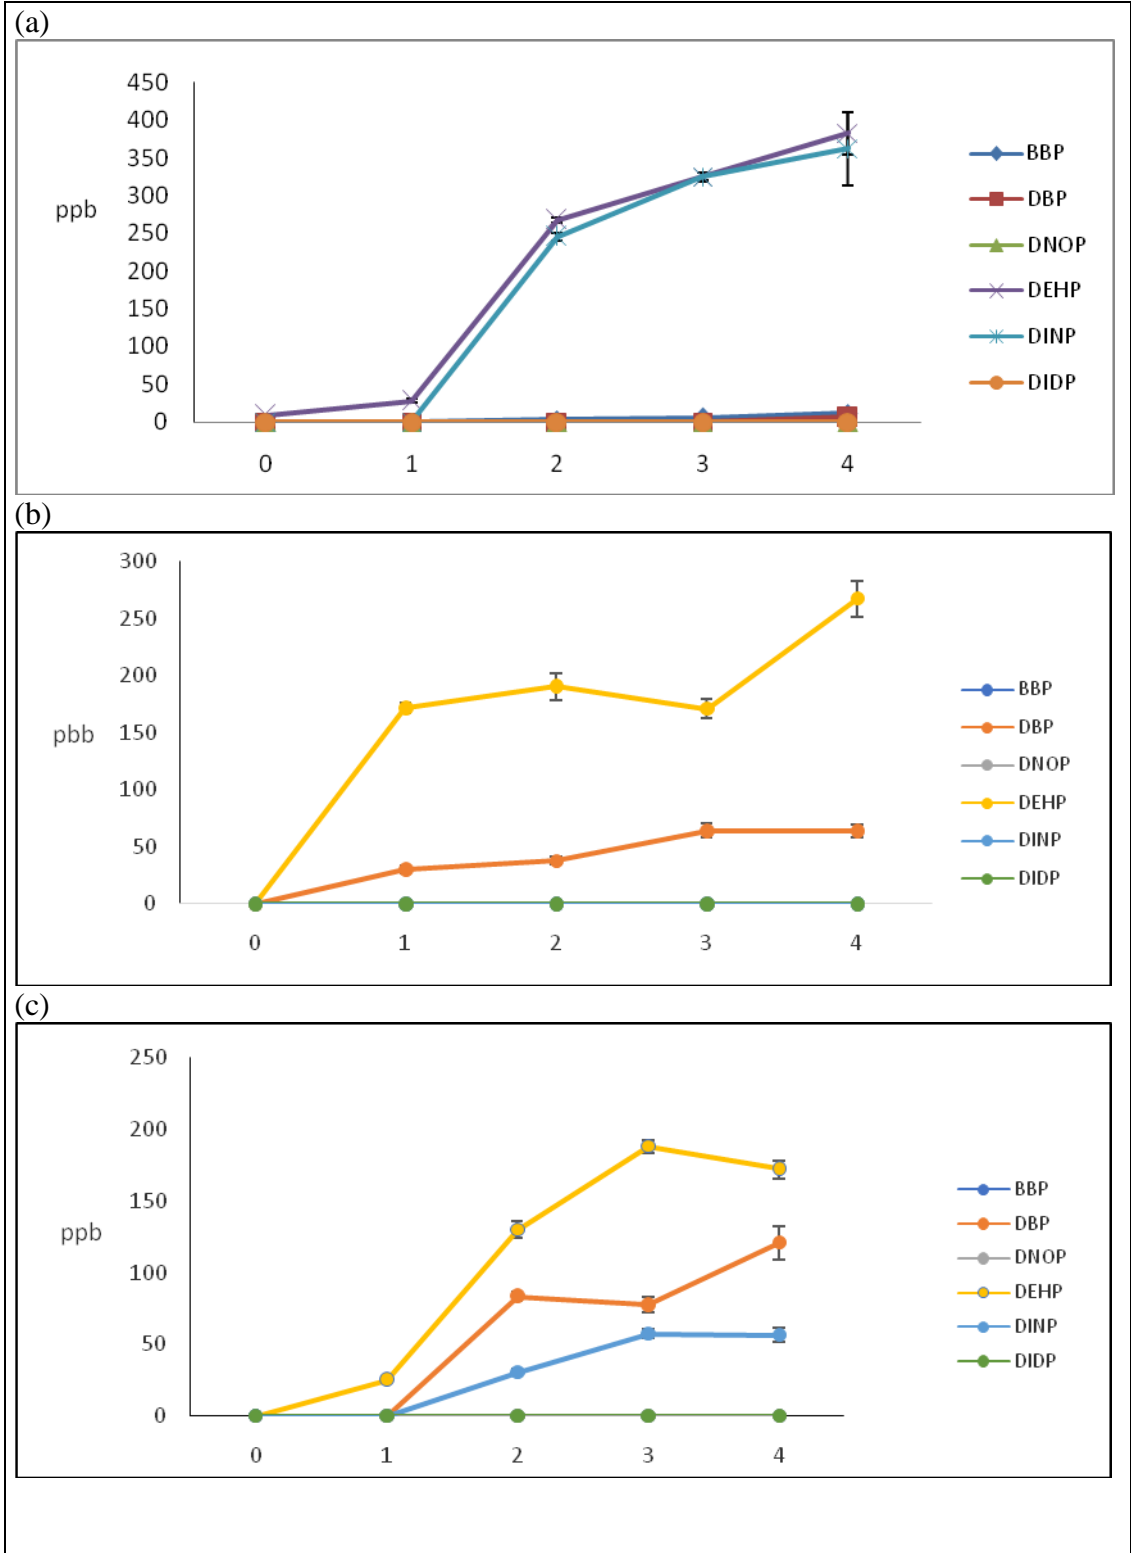 (a)
450
400
350
300
250
200
150
100
50
0
ppb
0 1 2 3 4
BBP
DBP
DNOP
DEHP
DINP
DIDP
(b)
300
250
200
150
100
50
0
pbb
0 1 2 3 4
BBP
DBP
DNOP
DEHP
DINP
DIDP
(c)
250
200
150
100
50
0
ppb
0 1 2 3 4
BBP
DBP
DNOP
DEHP
DINP
DIDP